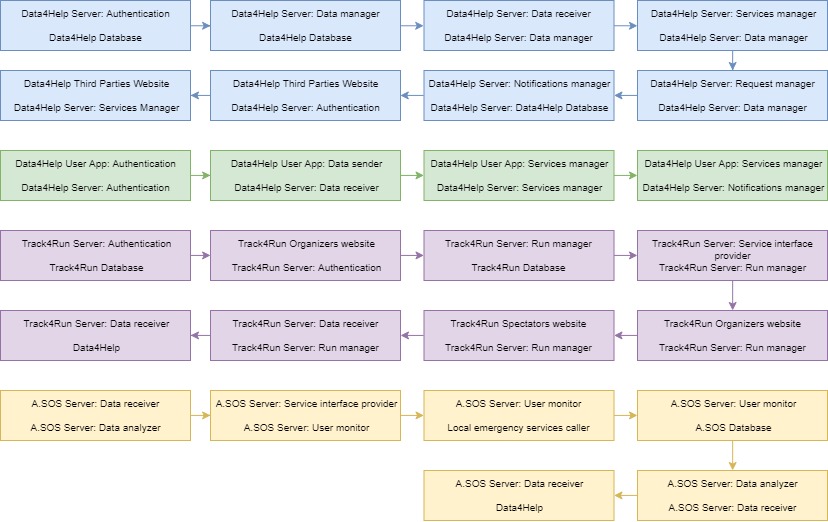 Data4Help Server: Authentication
Data4Help Database
Data4Help Server: Data manager
Data4Help Database
Data4Help Server: Data receiver
Data4Help Server: Data manager
Data4Help Server: Services manager
Data4Help Server: Data manager
Data4Help Third Parties Website
Data4Help Server: Services Manager
Data4Help Third Parties Website
Data4Help Server: Authentication
Data4Help Server: Notifications manager
Data4Help Server: Data4Help Database
Data4Help Server: Request manager
Data4Help Server: Data manager
Data4Help User App: Authentication
Data4Help Server: Authentication
Data4Help User App: Data sender
Data4Help Server: Data receiver
Data4Help User App: Services manager
Data4Help Server: Services manager
Data4Help User App: Services manager
Data4Help Server: Notifications manager
Track4Run Server: Authentication
Track4Run Database
Track4Run Organizers website
Track4Run Server: Authentication
Track4Run Server: Run manager
Track4Run Database
Track4Run Server: Service interface
provider
Track4Run Server: Run manager
Track4Run Server: Data receiver
Data4Help
Track4Run Server: Data receiver
Track4Run Server: Run manager
Track4Run Spectators website
Track4Run Server: Run manager
Track4Run Organizers website
Track4Run Server: Run manager
A.SOS Server: Data receiver
A.SOS Server: Data analyzer
A.SOS Server: Service interface provider
A.SOS Server: User monitor
A.SOS Server: User monitor
Local emergency services caller
A.SOS Server: User monitor
A.SOS Database
A.SOS Server: Data receiver
Data4Help
A.SOS Server: Data analyzer
A.SOS Server: Data receiver